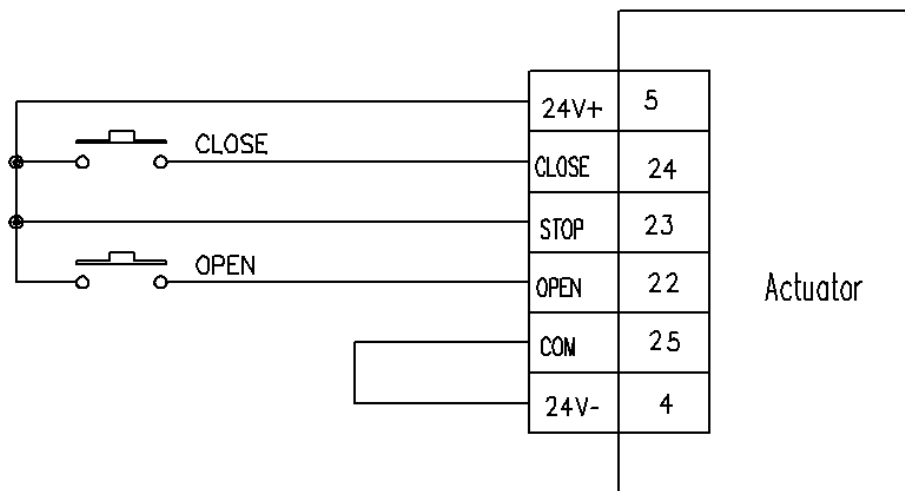 24V+ 5
CLOSE
CLOSE 24
STOP 23
OPEN
OPEN 22
Actuator
COM 25
24V- 4